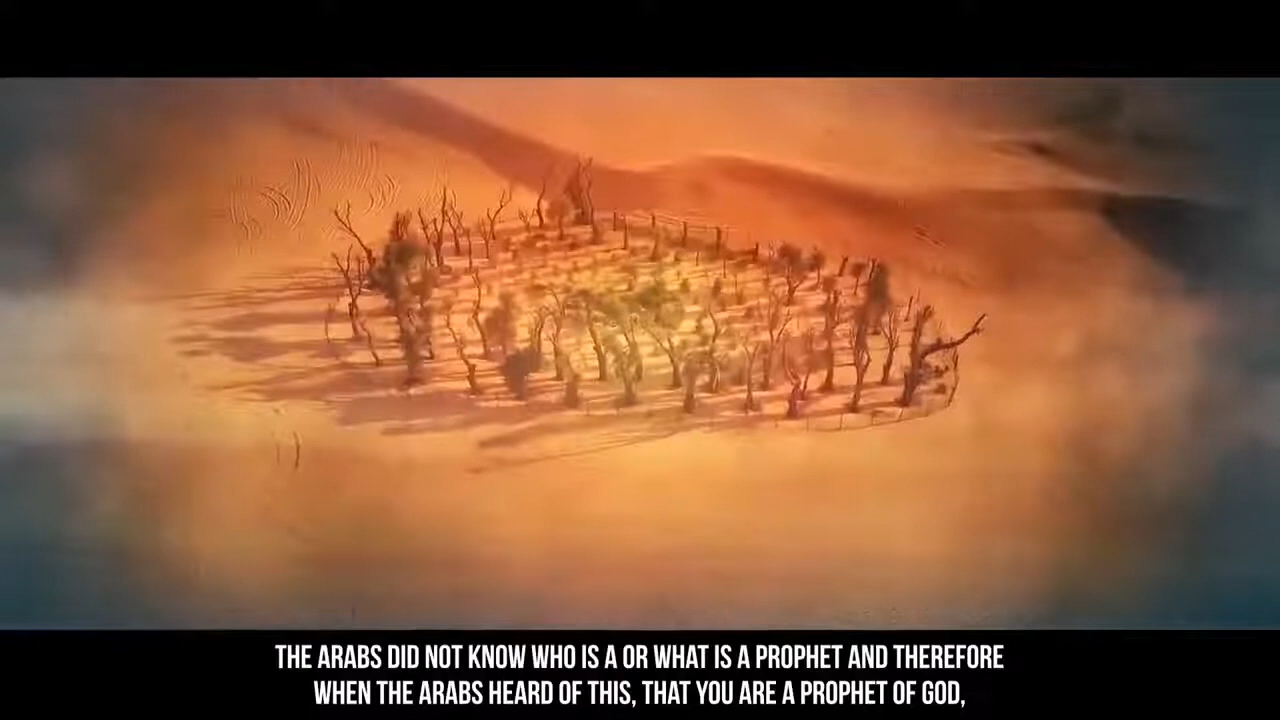 THE ARABS DID NOT KNOW WHO IS A OR WHAT IS A PROPHET AND THEREFORE
WHEN THE ARABS HEARD OF THIS, THAT YOU ARE A PROPHET OF GOD,